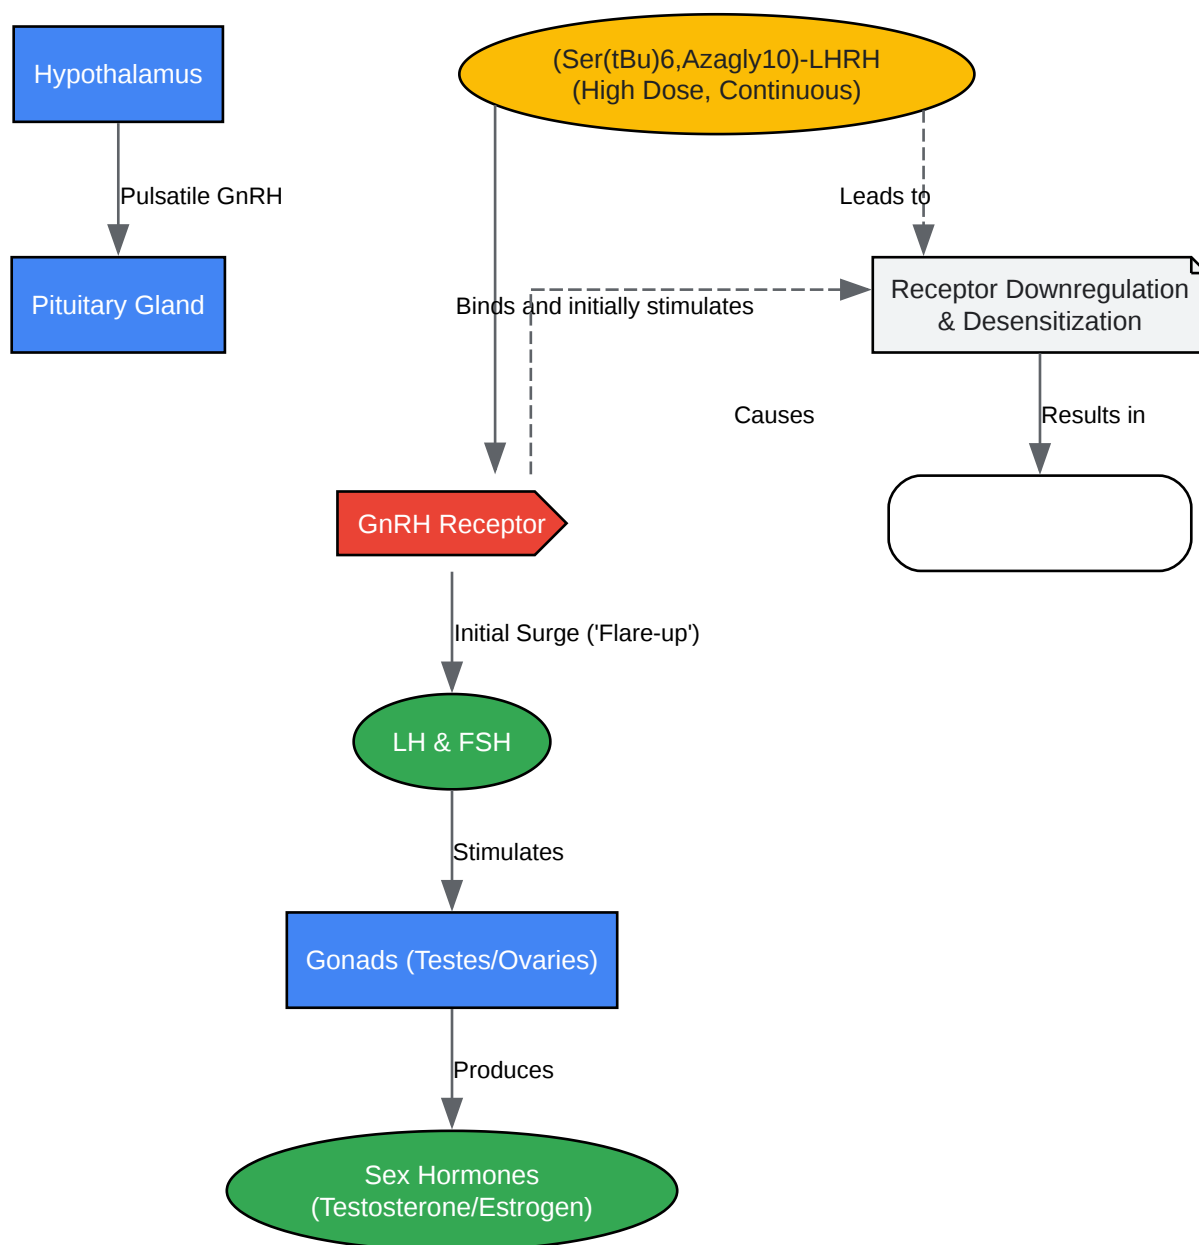 Hypothalamus
(Ser(tBu)6,Azagly10)-LHRH
(High Dose, Continuous)
Pulsatile GnRH
Leads to
Pituitary Gland
Binds and initially stimulates
Receptor Downregulation
& Desensitization
Causes
Results in
GnRH Receptor
Initial Surge ('Flare-up')
LH & FSH
Stimulates
Gonads (Testes/Ovaries)
Produces
Sex Hormones
(Testosterone/Estrogen)